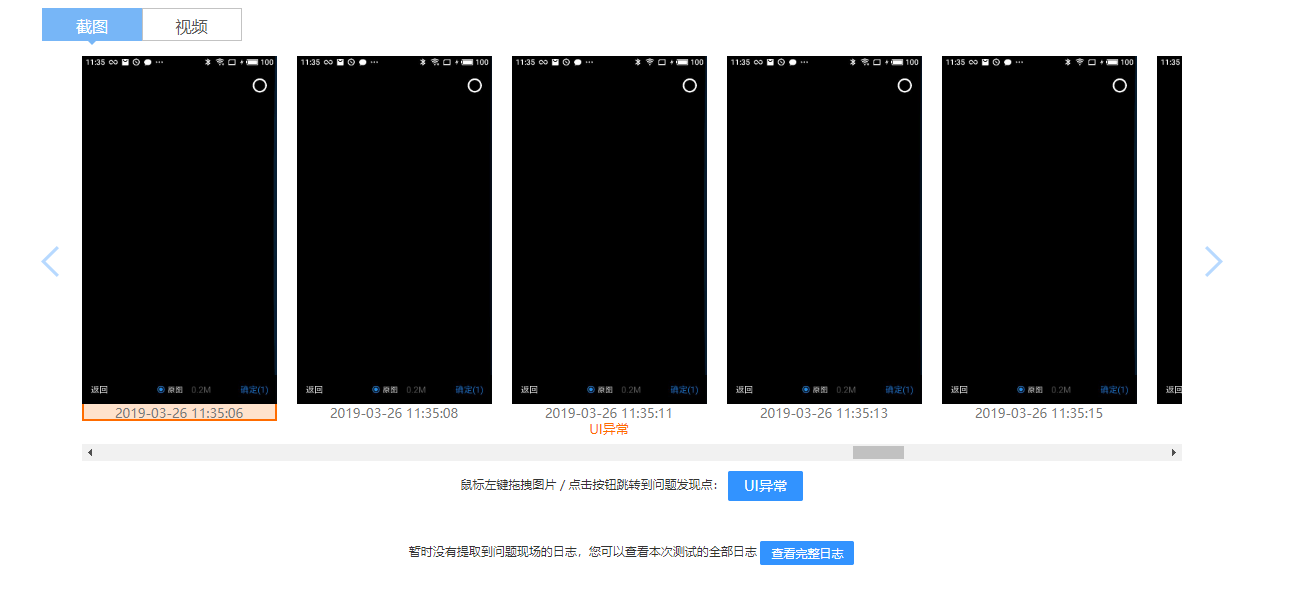 截图 视频
11:35 100 11:35 100 11:35 100 11:35 100 11:35 100 11:35
返回 原图 0.2M 确定(1) 返回 原图 0.2M 确定(1) 返回 原图 0.2M 确定(1) 返回 原图 0.2M 确定(1) 返回 原图 0.2M 确定(1) 返回
2019-03-26 11:35:06 2019-03-26 11:35:08 2019-03-26 11:35:11 2019-03-26 11:35:13 2019-03-26 11:35:15
UI异常
鼠标左键拖拽图片 / 点击按钮跳转到问题发现点： UI异常
暂时没有提取到问题现场的日志，您可以查看本次测试的全部日志 查看完整日志